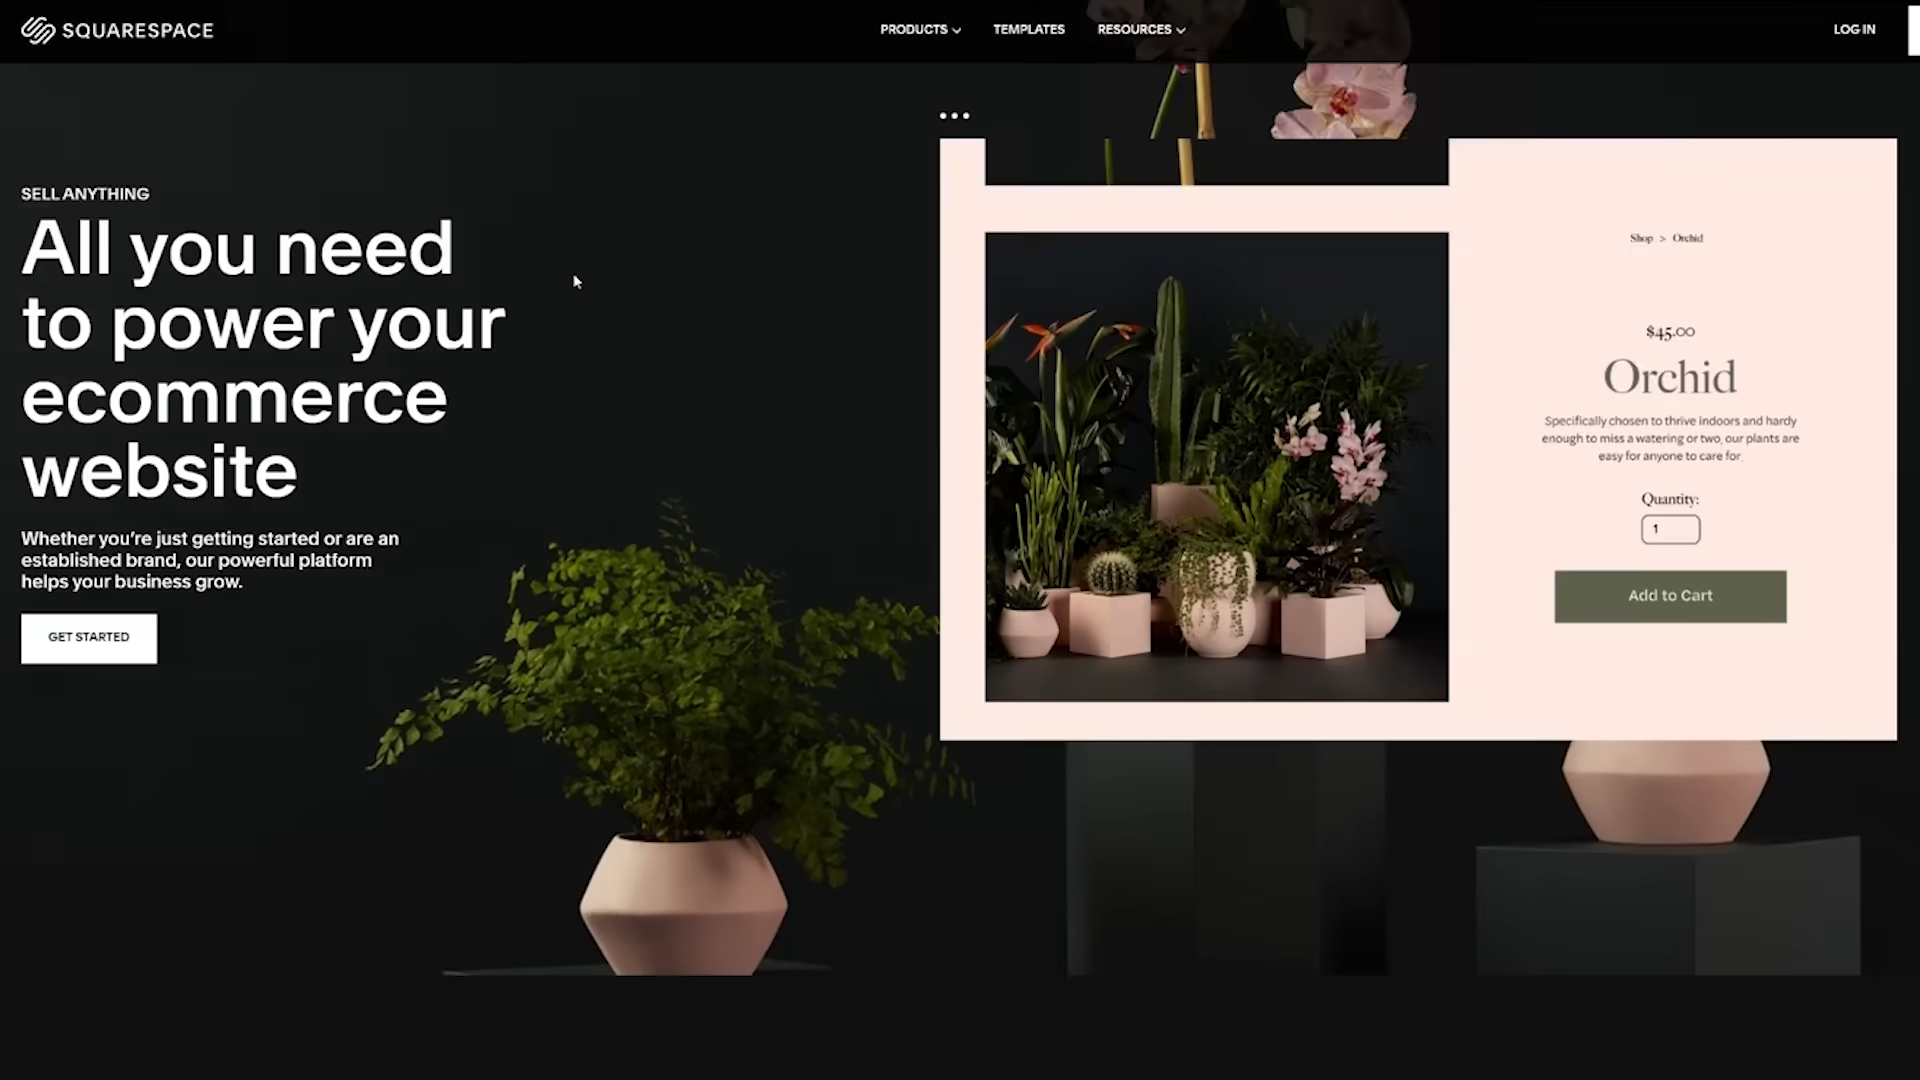 SQUARESPACE
PRODUCTS
TEMPLATES
RESOURCES
LOG IN
SELL ANYTHING
All you need
to power your
ecommerce
website
Whether you're just getting started or are an
established brand, our powerful platform
helps your business grow.
GET STARTED
Shop > Orchid
$45.00
Orchid
Specifically chosen to thrive indoors and hardy
enough to miss a watering or two, our plants are
easy for anyone to care for.
Quantity:
1
Add to Cart